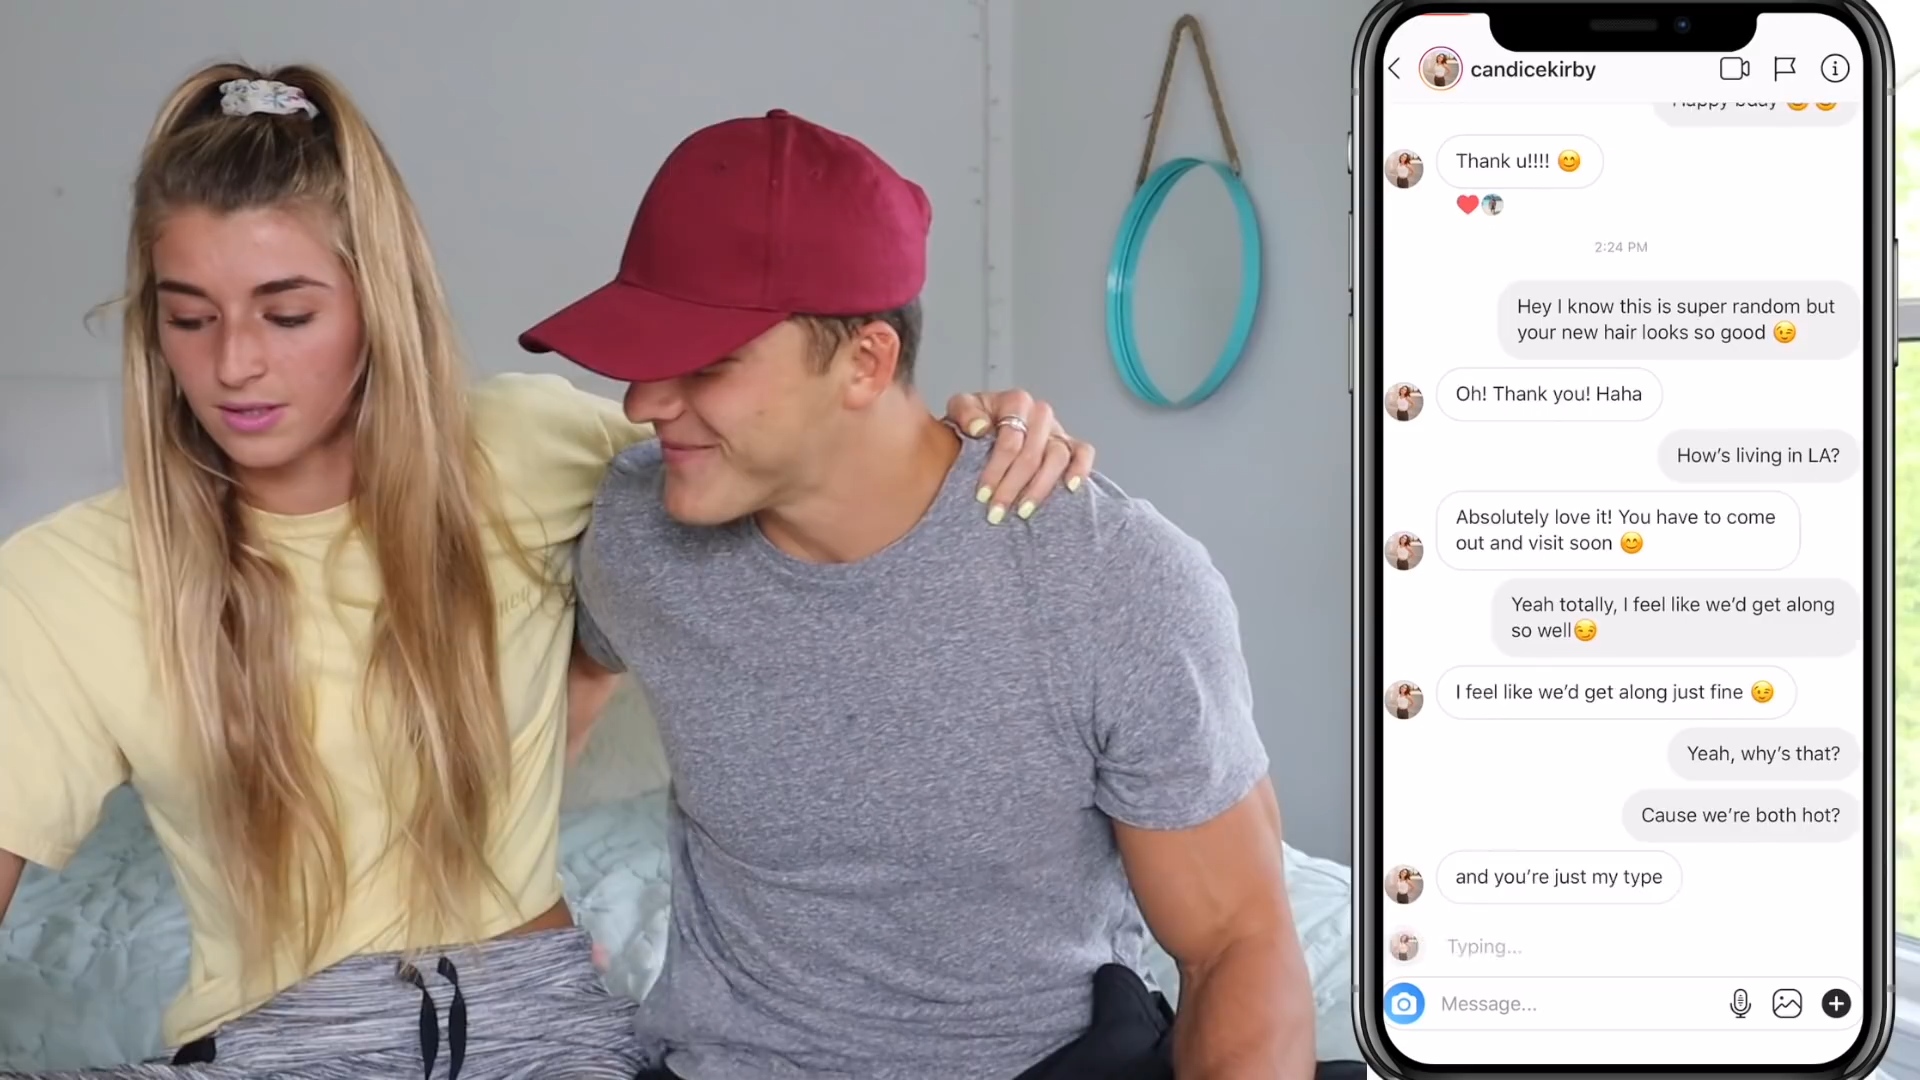 candicekirby
Happy bday 😊😊
Thank u!!!! 😊
2:24 PM
Hey I know this is super random but
your new hair looks so good 😉
Oh! Thank you! Haha
How's living in LA?
Absolutely love it! You have to come
out and visit soon 😊
Yeah totally, I feel like we'd get along
so well😏
I feel like we'd get along just fine 😉
Yeah, why's that?
Cause we're both hot?
and you're just my type
Typing...
Message...